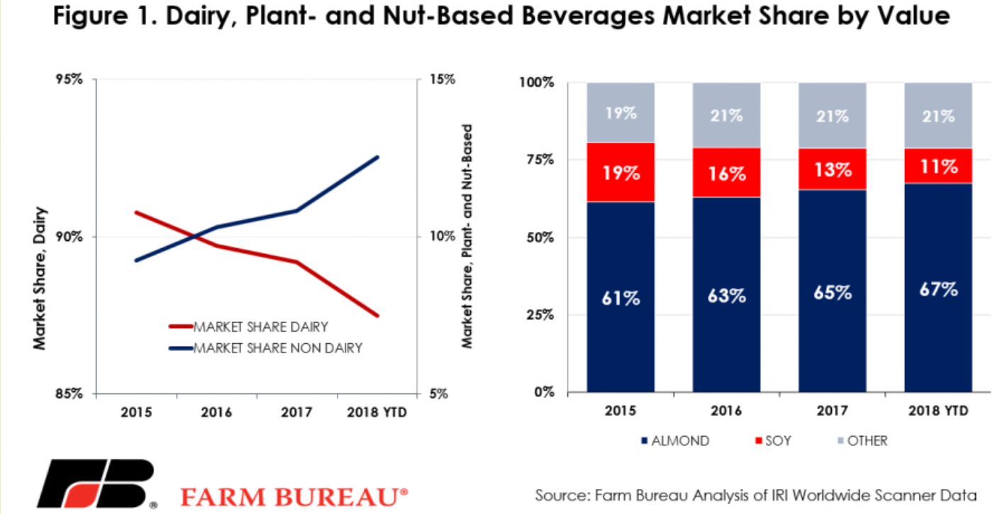 Figure 1. Dairy, Plant- and Nut-Based Beverages Market Share by Value
95%
90%
85%
Market Share, Dairy
15%
10%
5%
Market Share, Plant- and Nut-Based
MARKET SHARE DAIRY
MARKET SHARE NON DAIRY
2015 2016 2017 2018 YTD
100%
75%
50%
25%
0%
19% 21% 21% 21%
19% 16% 13% 11%
61% 63% 65% 67%
2015 2016 2017 2018 YTD
ALMOND SOY OTHER
FB®
FARM BUREAU®
Source: Farm Bureau Analysis of IRI Worldwide Scanner Data